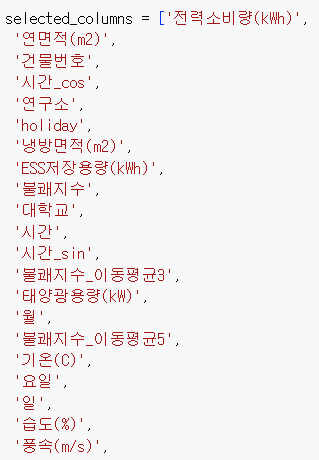 selected_columns = ['전력소비량(kWh)',
'연면적(m2)',
'건물번호',
'시간_cos',
'연구소',
'holiday',
'냉방면적(m2)',
'ESS저장용량(kWh)',
'불쾌지수',
'대학교',
'시간',
'시간_sin',
'불쾌지수_이동평균3',
'태양광용량(kW)',
'월',
'불쾌지수_이동평균5',
'기온(C)',
'요일',
'일',
'습도(%)',
'풍속(m/s)',